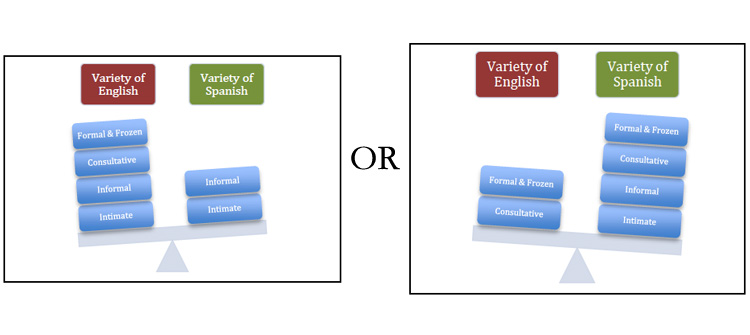 Variety of
English
Variety of
Spanish
Formal & Frozen
Consultative
Informal
Intimate
Informal
Intimate
OR
Variety of
English
Variety of
Spanish
Formal & Frozen
Consultative
Formal & Frozen
Consultative
Informal
Intimate